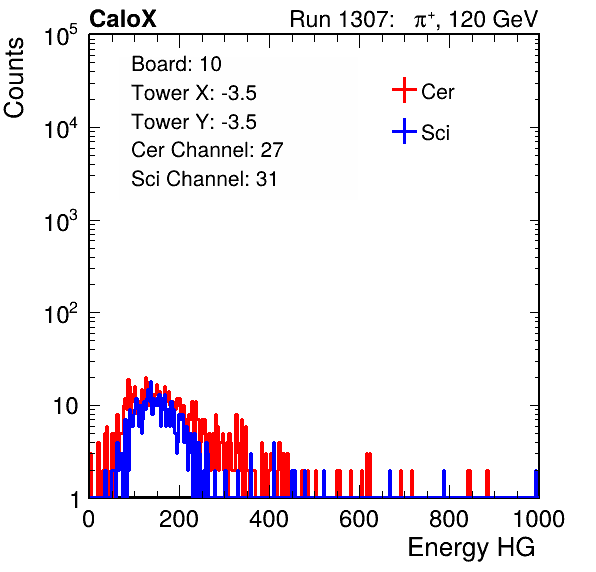 CaloX Run 1307: π⁺, 120 GeV
Counts
Board: 10
Tower X: -3.5
Tower Y: -3.5
Cer Channel: 27
Sci Channel: 31
Cer
Sci
10⁵
10⁴
10³
10²
10
1
0 200 400 600 800 1000
Energy HG